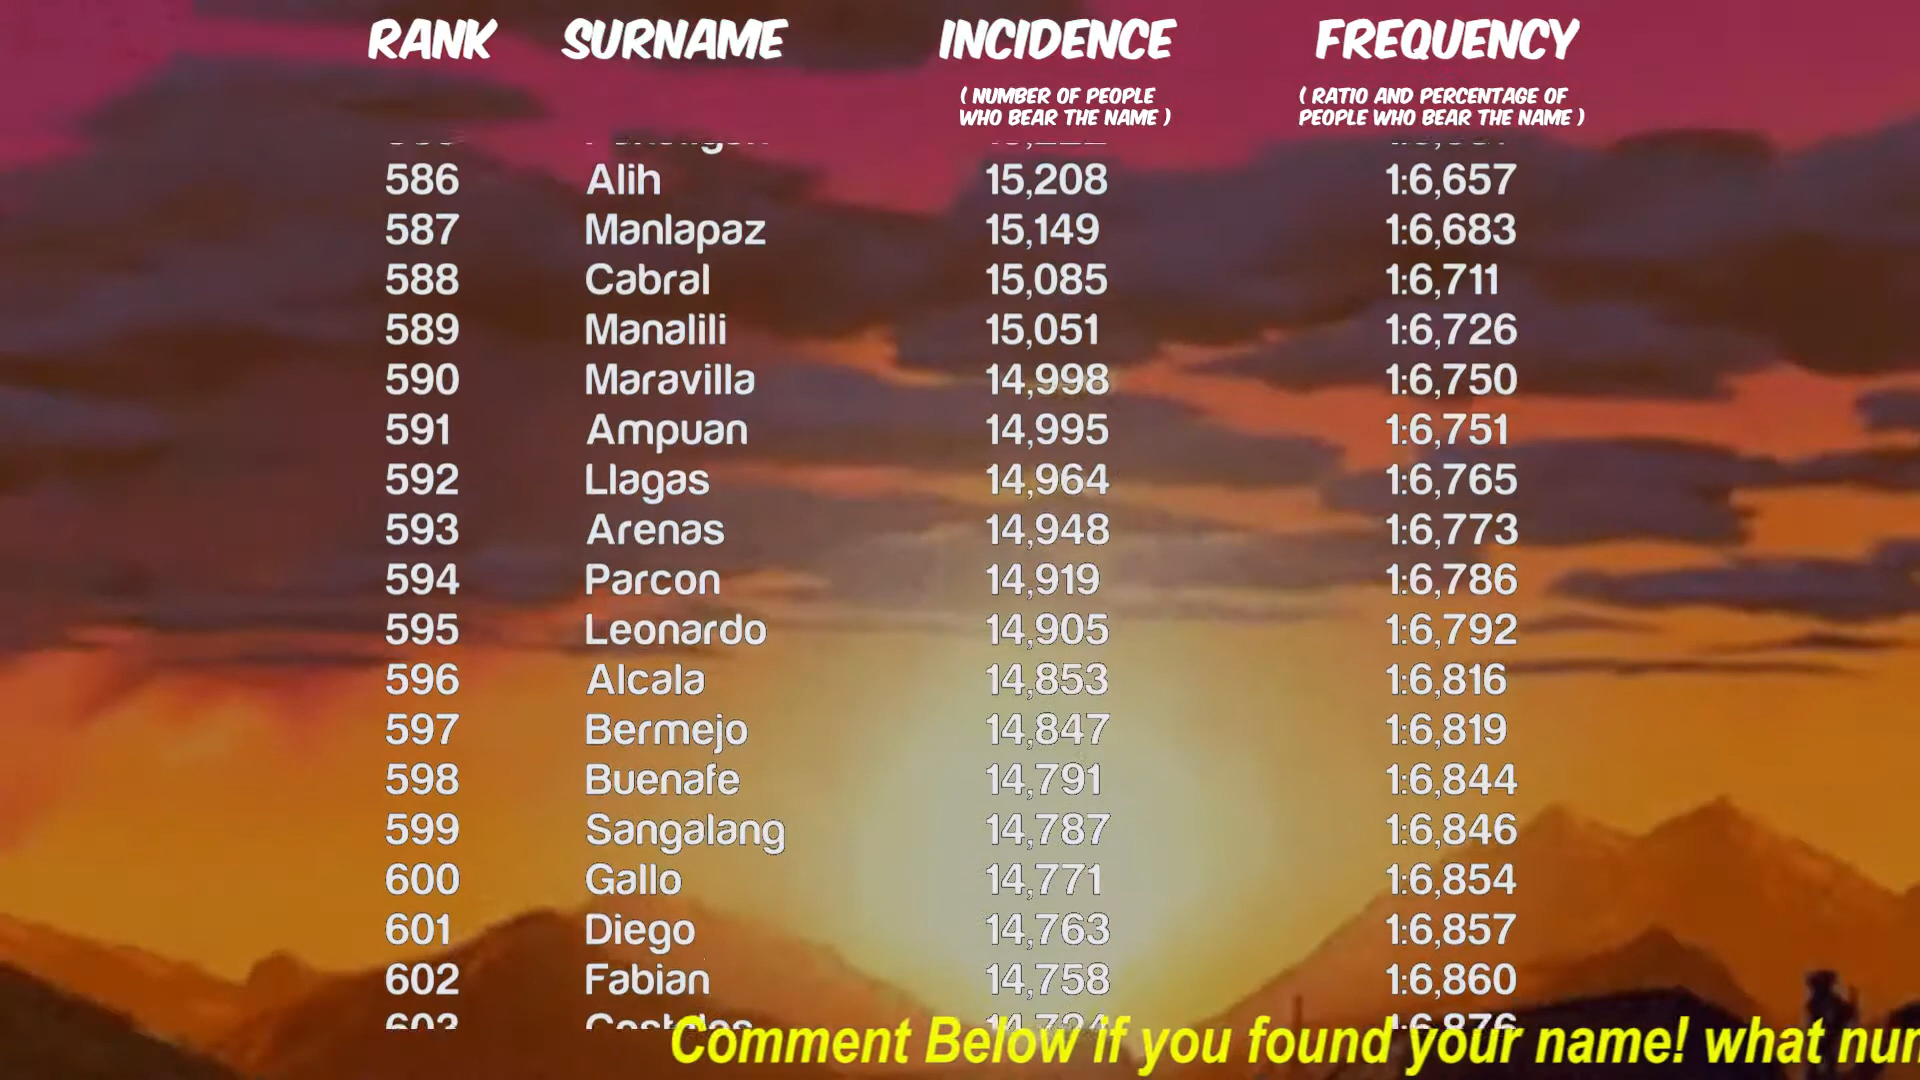 RANK SURNAME INCIDENCE FREQUENCY
( NUMBER OF PEOPLE ( RATIO AND PERCENTAGE OF
WHO BEAR THE NAME ) PEOPLE WHO BEAR THE NAME )
586 Alih 15,208 1:6,657
587 Manlapaz 15,149 1:6,683
588 Cabral 15,085 1:6,711
589 Manalili 15,051 1:6,726
590 Maravilla 14,998 1:6,750
591 Ampuan 14,995 1:6,751
592 Llagas 14,964 1:6,765
593 Arenas 14,948 1:6,773
594 Parcon 14,919 1:6,786
595 Leonardo 14,905 1:6,792
596 Alcala 14,853 1:6,816
597 Bermejo 14,847 1:6,819
598 Buenafe 14,791 1:6,844
599 Sangalang 14,787 1:6,846
600 Gallo 14,771 1:6,854
601 Diego 14,763 1:6,857
602 Fabian 14,758 1:6,860
603 14,724 1:6,876
Comment Below if you found your name! what num